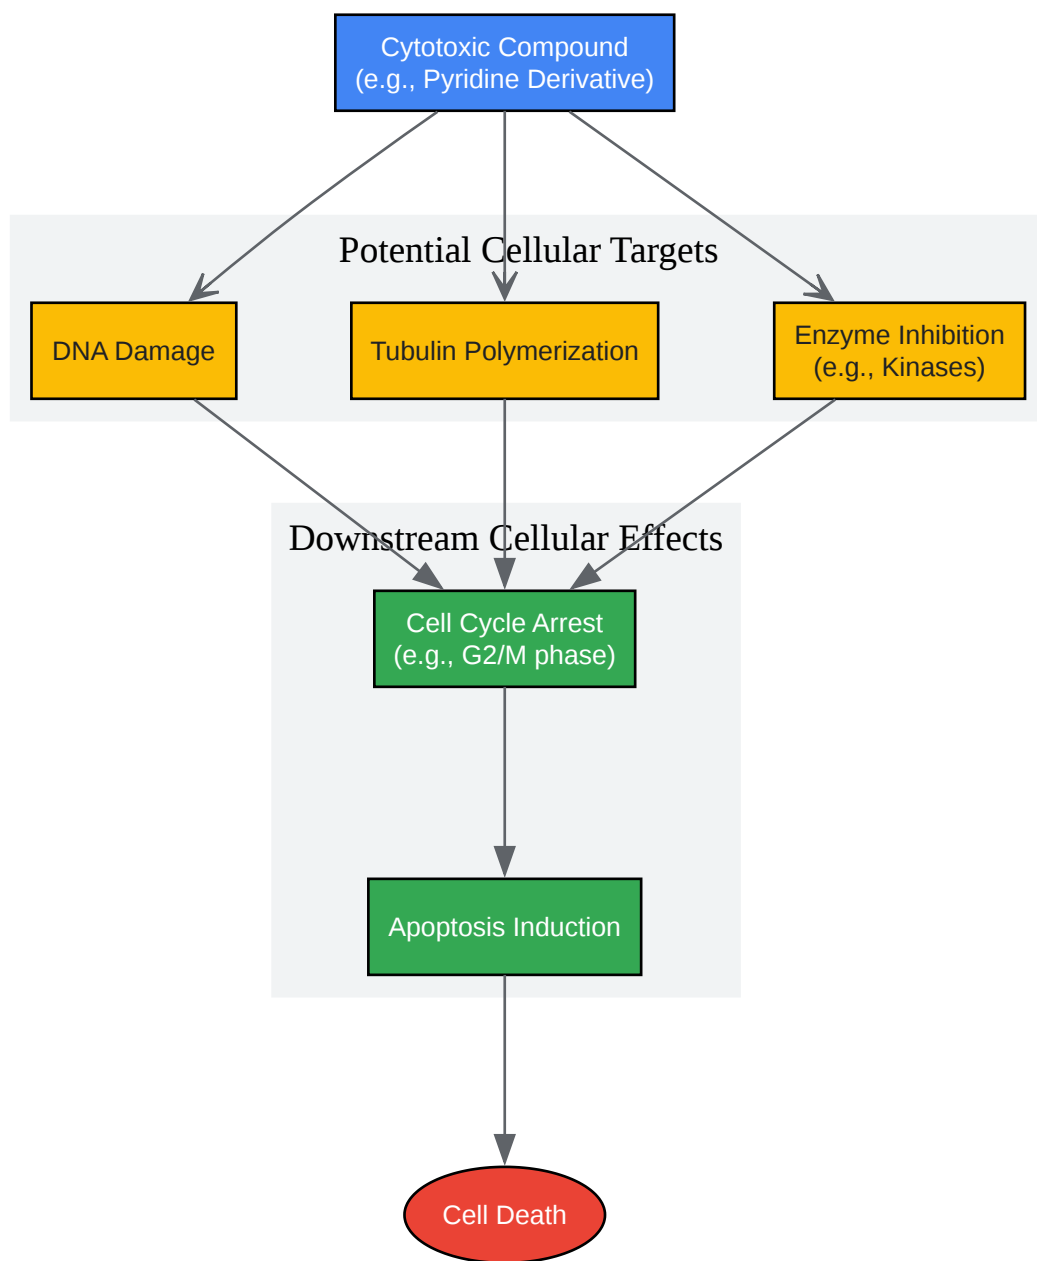 Cytotoxic Compound
(e.g., Pyridine Derivative)
Potential Cellular Targets
DNA Damage
Tubulin Polymerization
Enzyme Inhibition
(e.g., Kinases)
Downstream Cellular Effects
Cell Cycle Arrest
(e.g., G2/M phase)
Apoptosis Induction
Cell Death